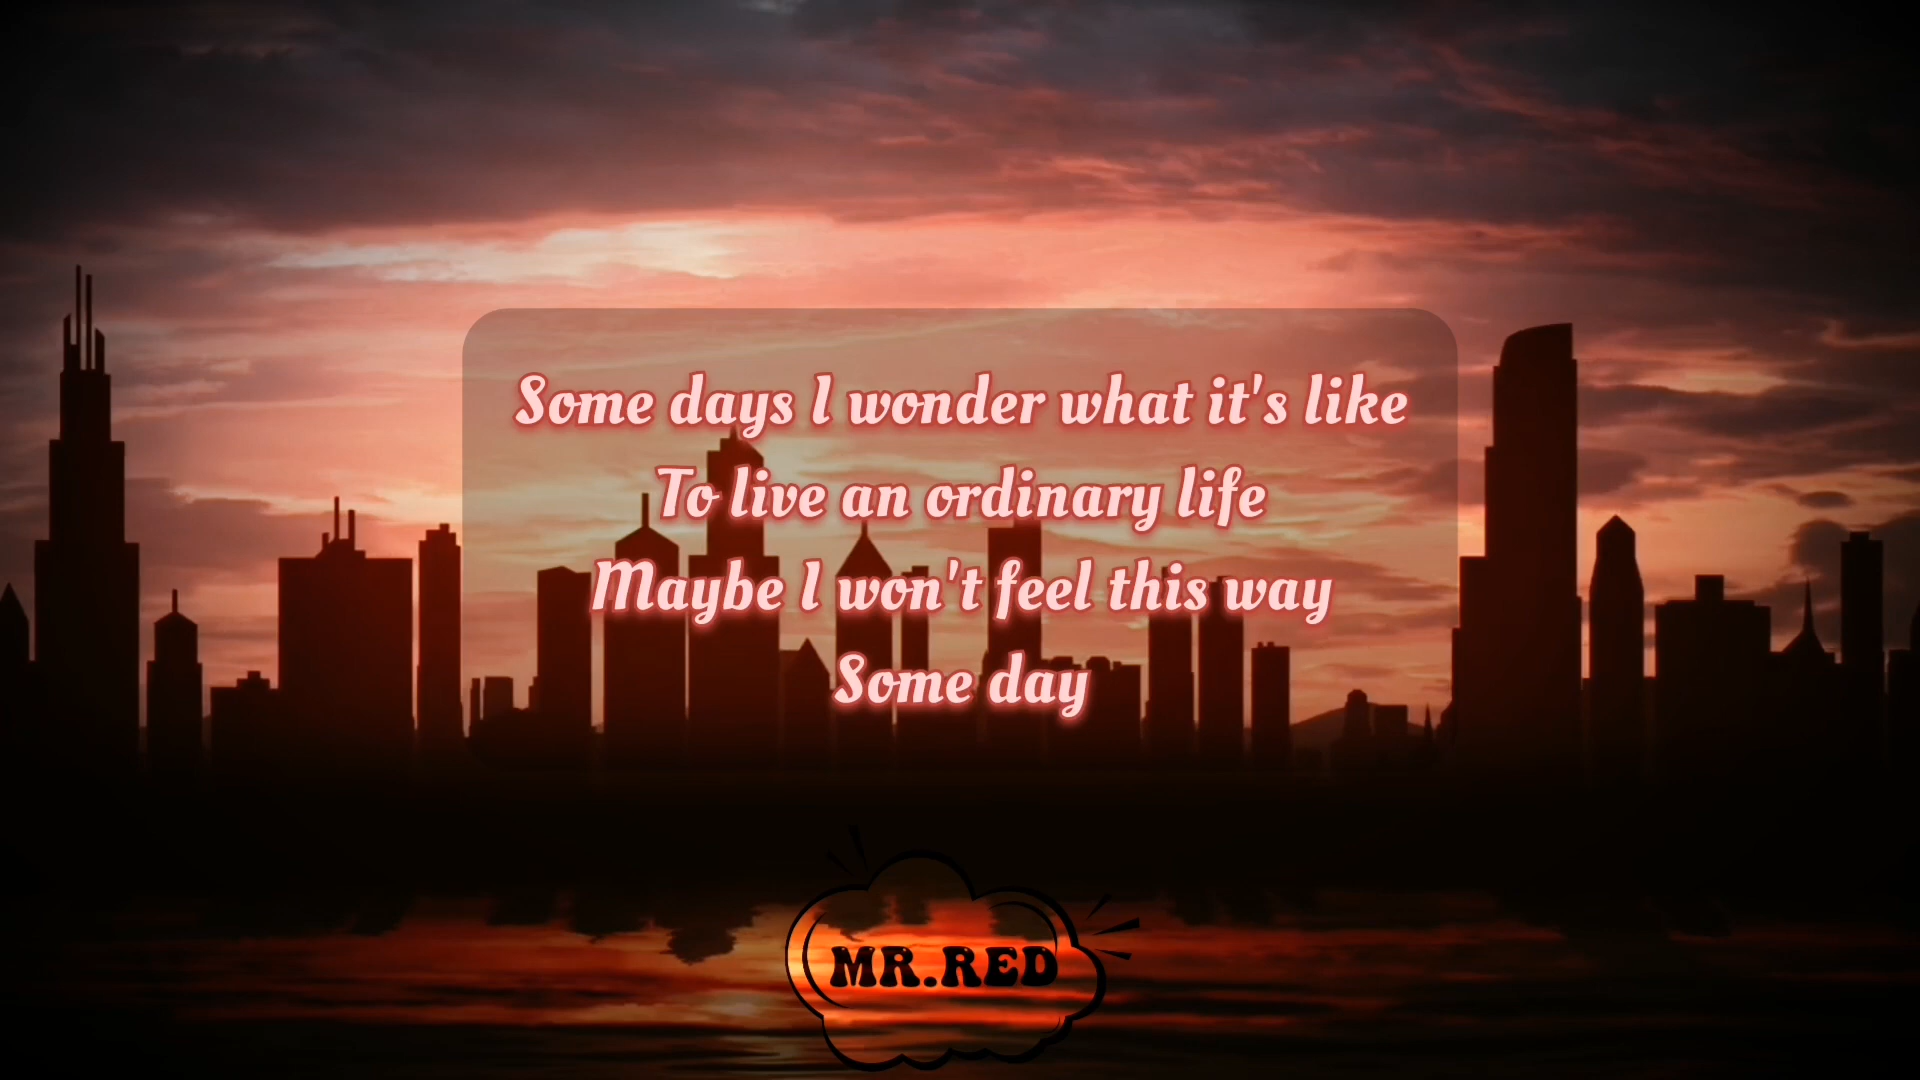 Some days I wonder what it's like
To live an ordinary life
Maybe I won't feel this way
Some day
MR.RED